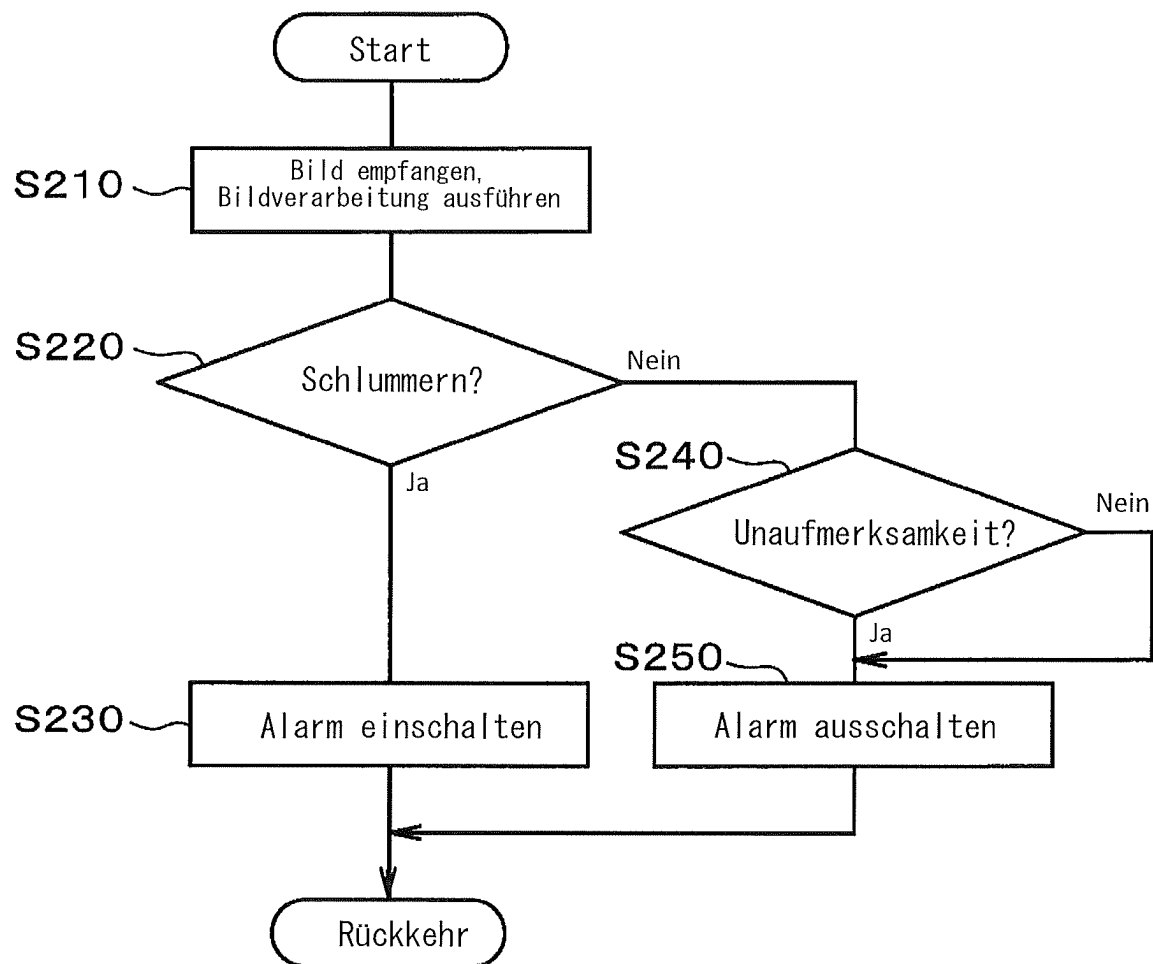 Start
S210
Bild empfangen,
Bildverarbeitung ausführen
S220
Schlummern?
Nein
Ja
S240
Unaufmerksamkeit?
Nein
Ja
S230
Alarm einschalten
S250
Alarm ausschalten
Rückkehr